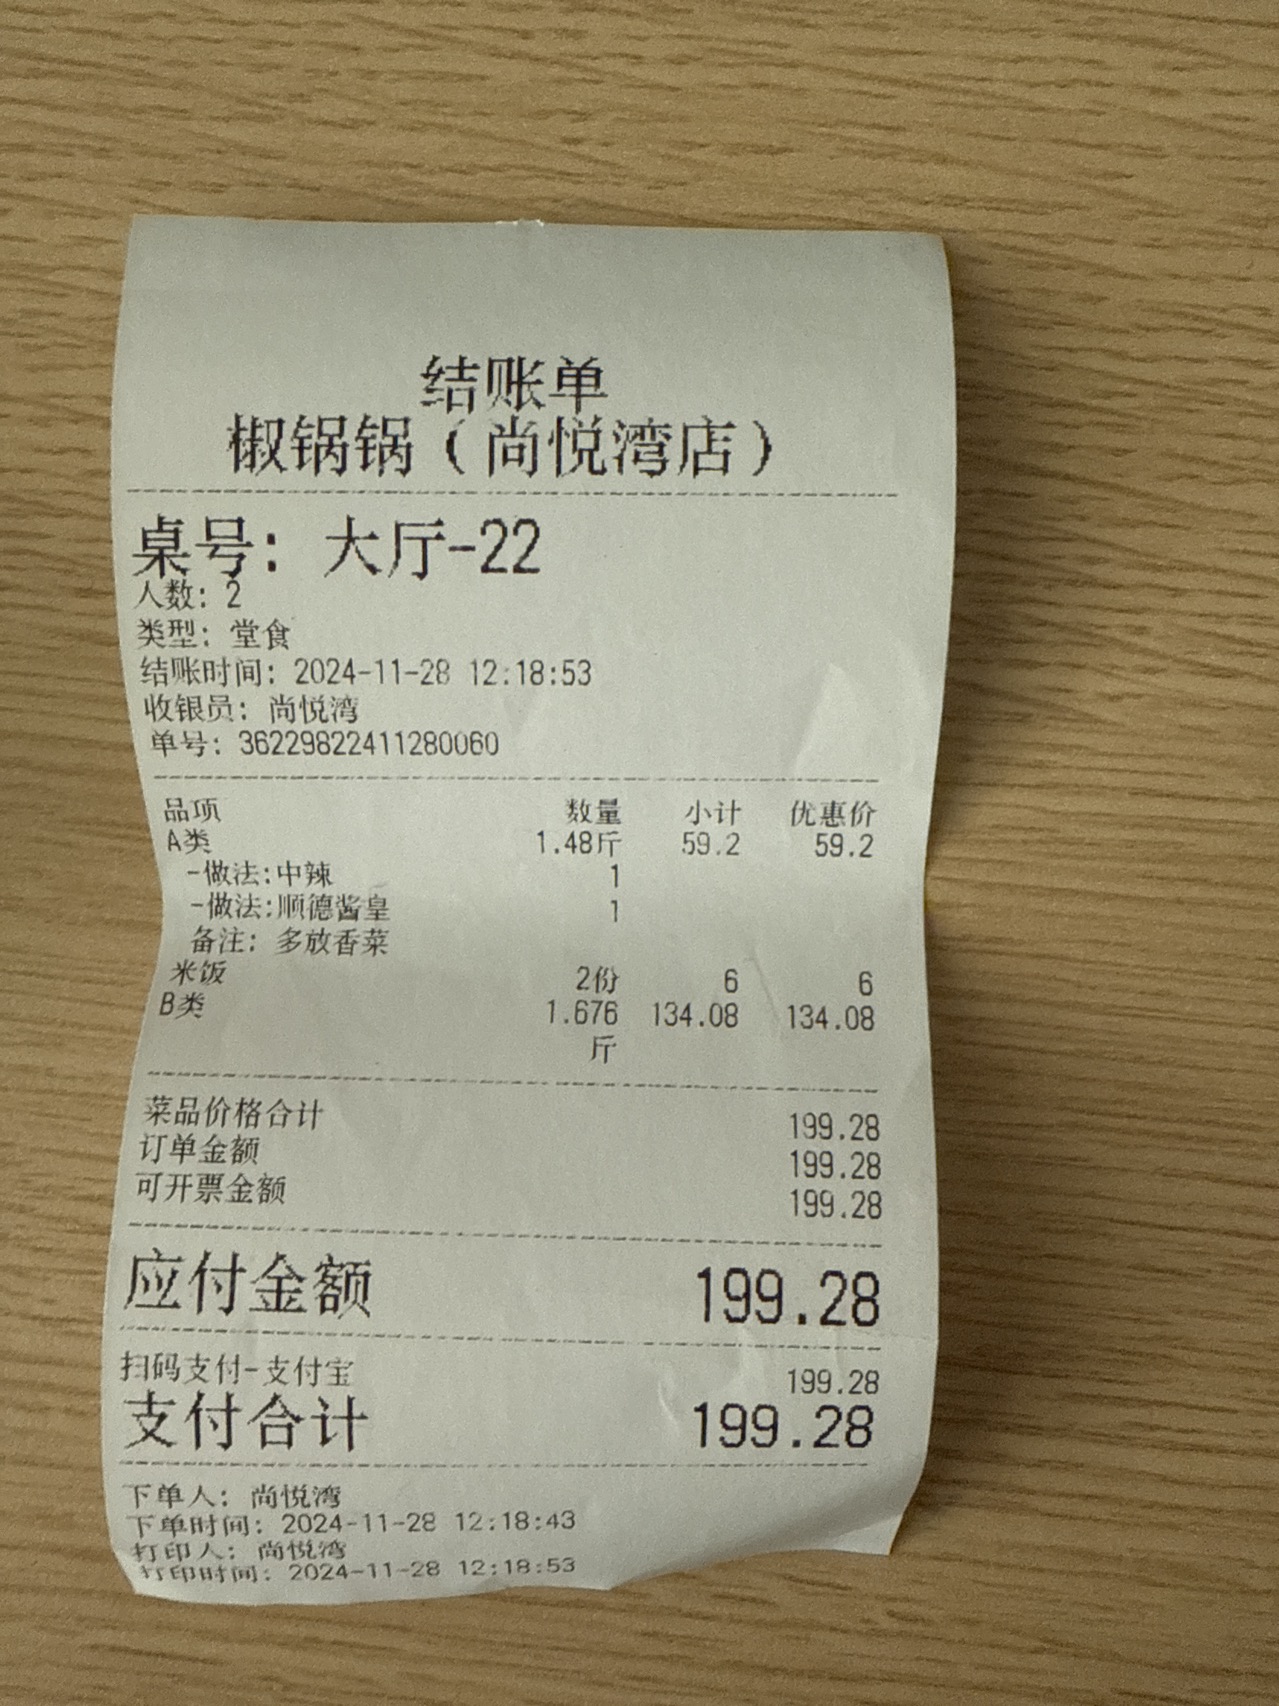 结账单
椒锅锅（尚悦湾店）
桌号：大厅-22
人数：2
类型：堂食
结账时间：2024-11-28 12:18:53
收银员：尚悦湾
单号：36229822411280060
品项 数量 小计 优惠价
A类 1.48斤 59.2 59.2
-做法:中辣 1
-做法:顺德酱皇 1
备注：多放香菜
米饭 2份 6 6
B类 1.676 134.08 134.08
斤
菜品价格合计 199.28
订单金额 199.28
可开票金额 199.28
应付金额 199.28
扫码支付-支付宝 199.28
支付合计 199.28
下单人：尚悦湾
下单时间：2024-11-28 12:18:43
打印人：尚悦湾
打印时间：2024-11-28 12:18:53